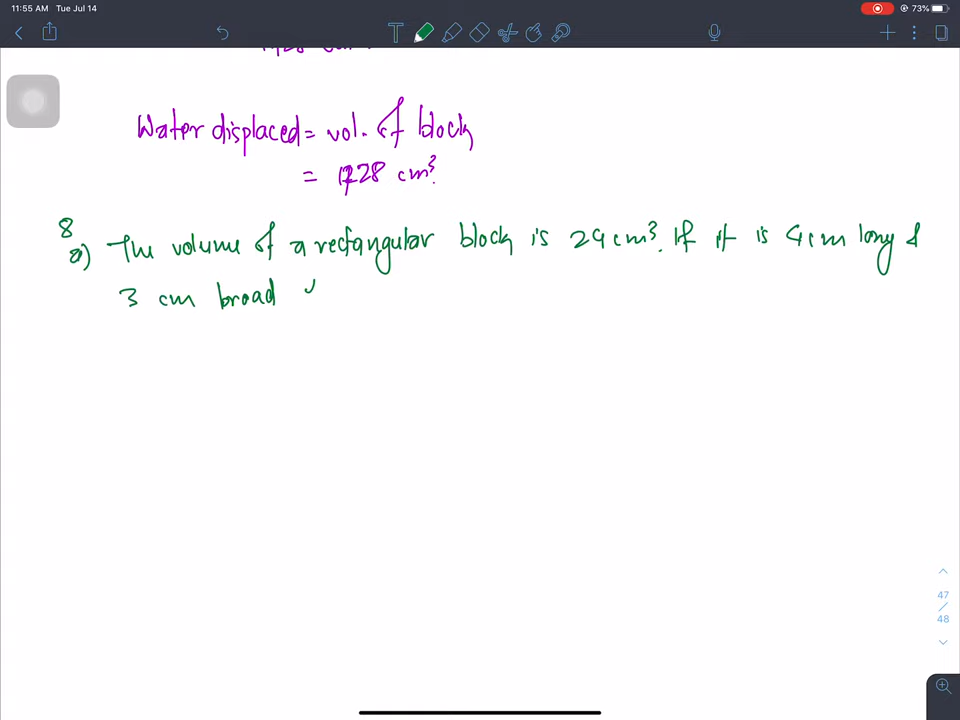 11:55 AM Tue Jul 14
73%
T
Water displaced = vol. of block
= 1728 cm³.
8
a) The volume of a rectangular block is 24 cm³. If it is 4 cm long &
3 cm broad
47
/
48